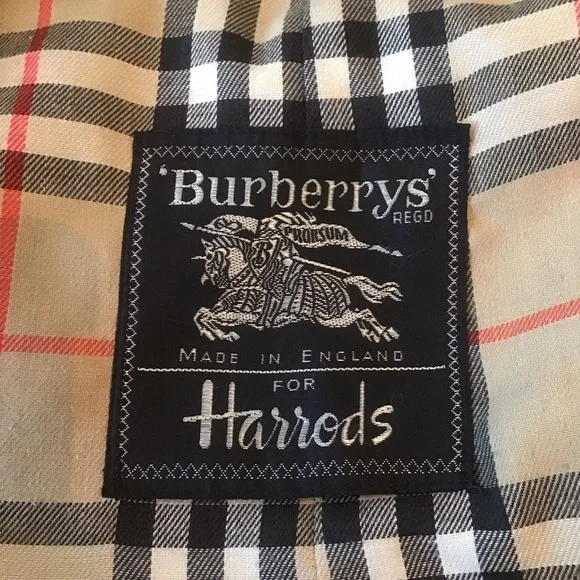 'Burberrys'
REGD
PRORSUM
MADE IN ENGLAND
FOR
Harrods